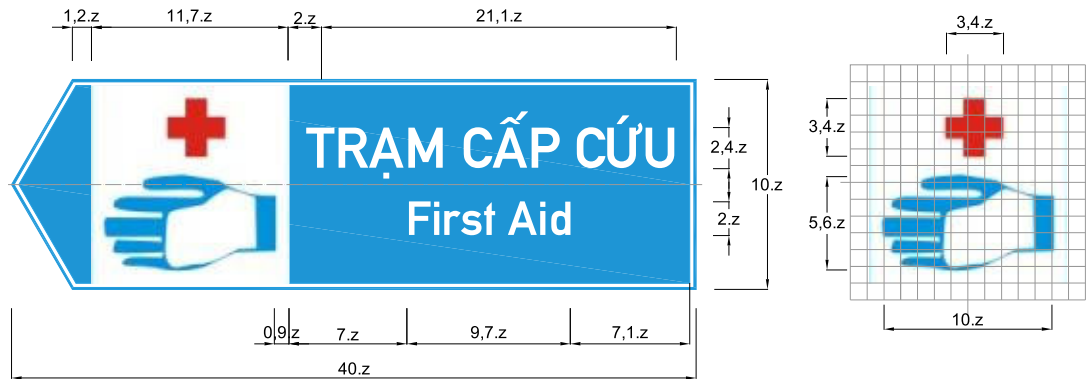 1,2.z 11,7.z 2.z 21,1.z
3,4.z
3,4.z
TRẠM CẤP CỨU
2,4.z
10.z
First Aid
2.z
5,6.z
0,9.z 7.z 9,7.z 7,1.z
10.z
40.z